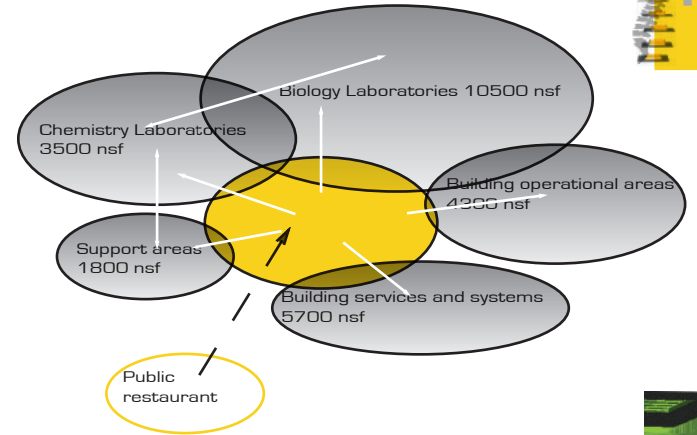 Biology Laboratories 10500 nsf
Chemistry Laboratories
3500 nsf
Building operational areas
4300 nsf
Support areas
1800 nsf
Building services and systems
5700 nsf
Public
restaurant